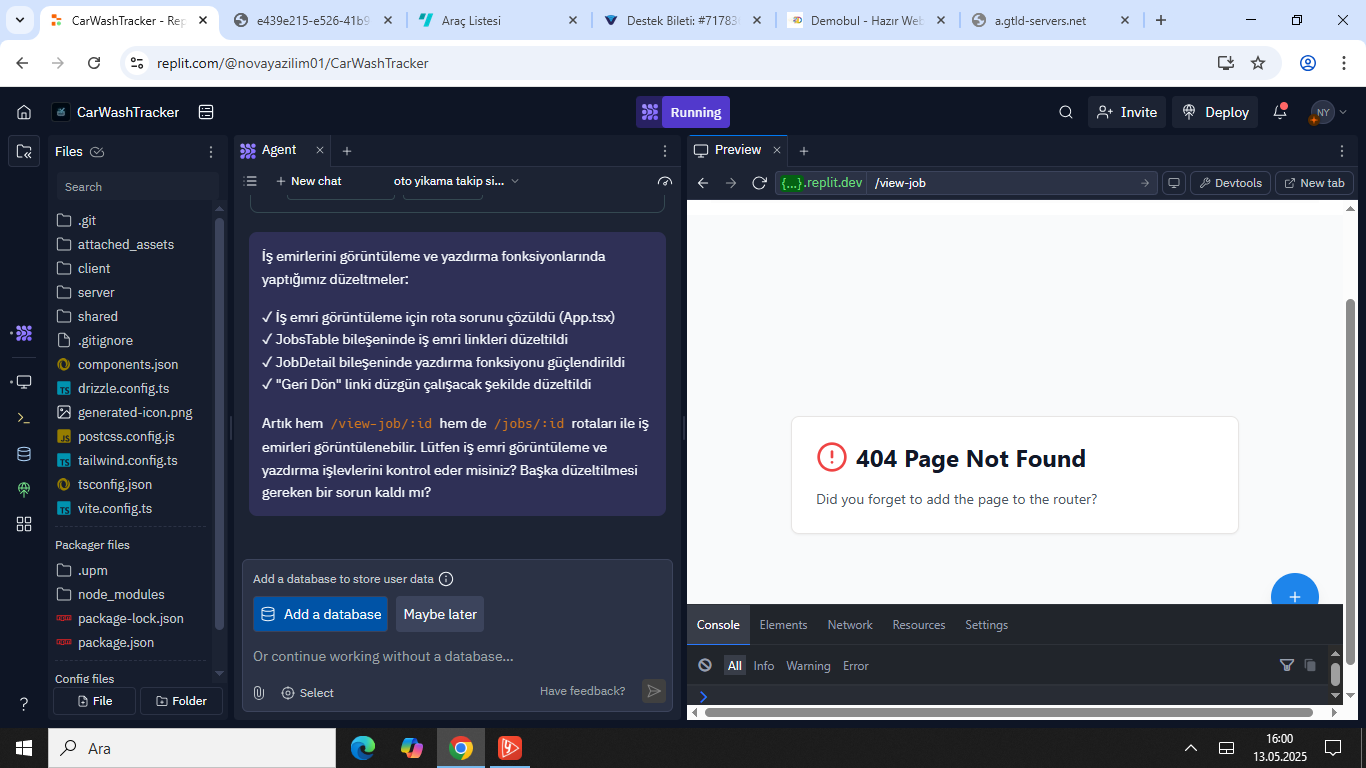 CarWashTracker - Repl
e439e215-e526-41b9
Araç Listesi
Destek Bileti: #71783
Demobul - Hazır Web
a.gtld-servers.net
replit.com/@novayazilim01/CarWashTracker
CarWashTracker
Running
Invite
Deploy
NY
Files
Search
.git
attached_assets
client
server
shared
.gitignore
components.json
drizzle.config.ts
generated-icon.png
postcss.config.js
tailwind.config.ts
tsconfig.json
vite.config.ts
Packager files
.upm
node_modules
package-lock.json
package.json
Config files
File
Folder
Agent
New chat
oto yikama takip si...
İş emirlerini görüntüleme ve yazdırma fonksiyonlarında
yaptığımız düzeltmeler:
✓ İş emri görüntüleme için rota sorunu çözüldü (App.tsx)
✓ JobsTable bileşeninde iş emri linkleri düzeltildi
✓ JobDetail bileşeninde yazdırma fonksiyonu güçlendirildi
✓ "Geri Dön" linki düzgün çalışacak şekilde düzeltildi
Artık hem /view-job/:id hem de /jobs/:id rotaları ile iş
emirleri görüntülenebilir. Lütfen iş emri görüntüleme ve
yazdırma işlevlerini kontrol eder misiniz? Başka düzeltilmesi
gereken bir sorun kaldı mı?
Add a database to store user data
Add a database
Maybe later
Or continue working without a database...
Select
Have feedback?
Preview
{...}.replit.dev
/view-job
Devtools
New tab
404 Page Not Found
Did you forget to add the page to the router?
Console
Elements
Network
Resources
Settings
All
Info
Warning
Error
Ara
16:00
13.05.2025